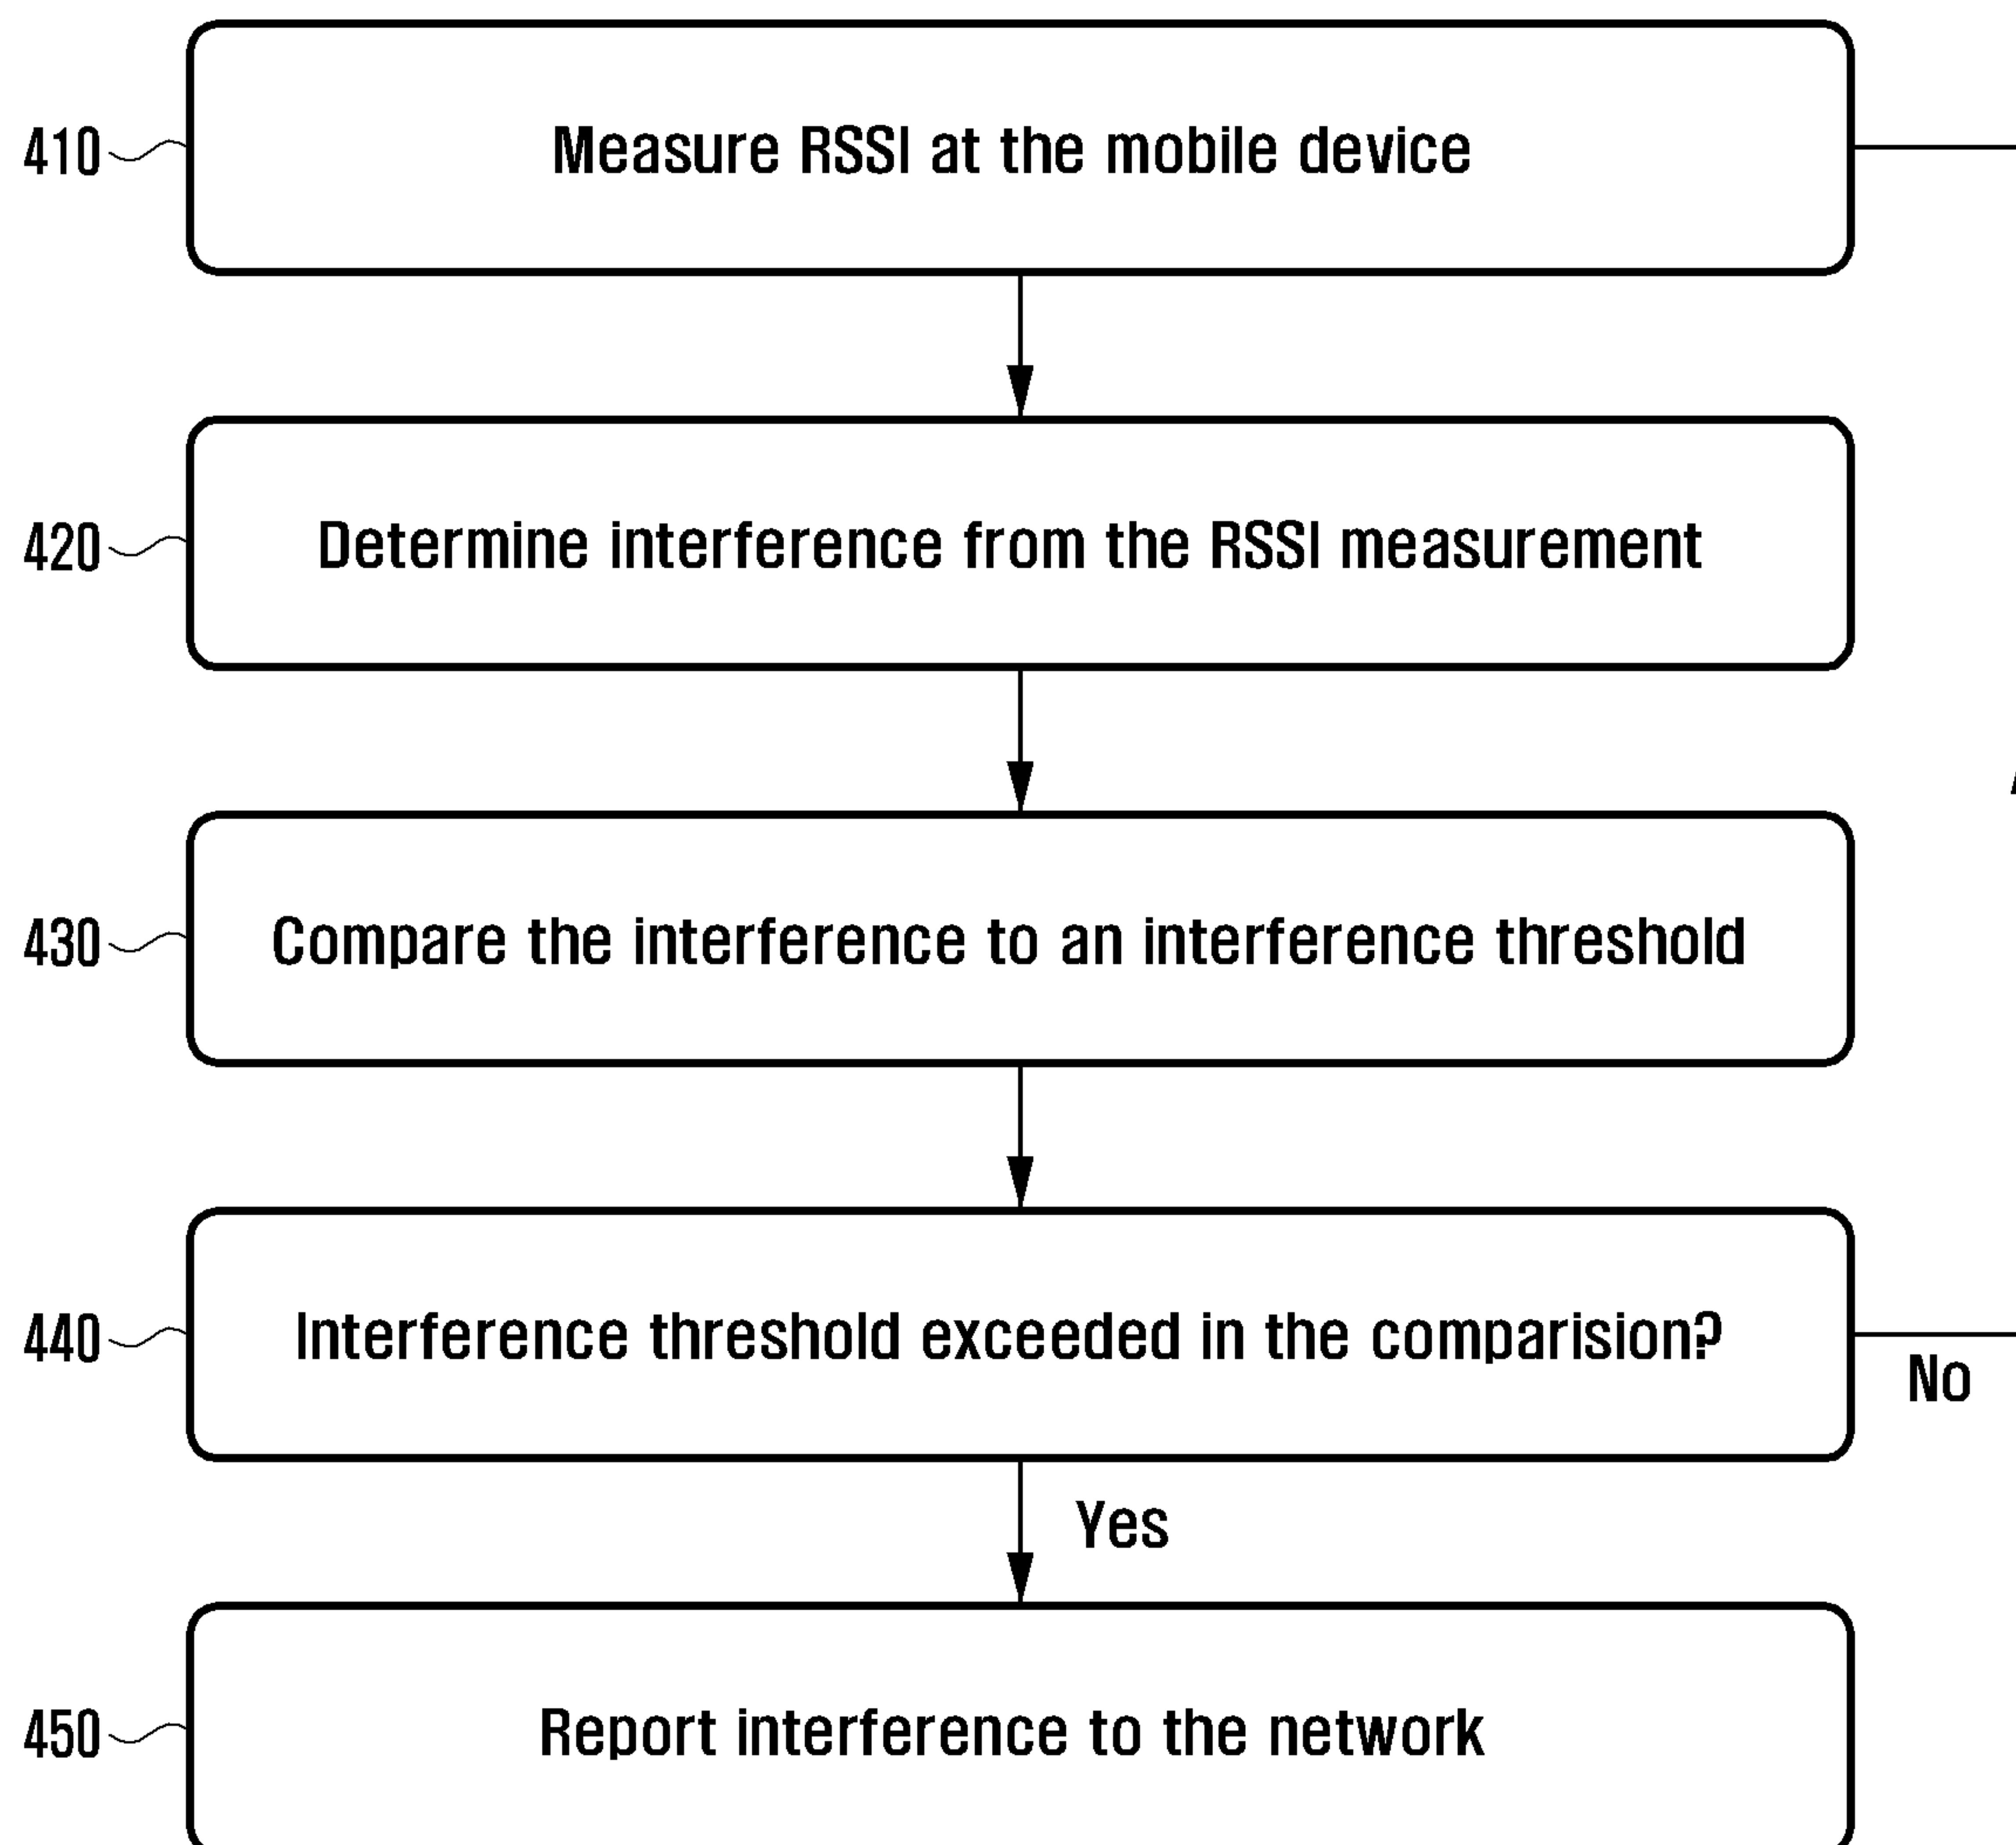 410 Measure RSSI at the mobile device
420 Determine interference from the RSSI measurement
430 Compare the interference to an interference threshold
440 Interference threshold exceeded in the comparision?
No
Yes
450 Report interference to the network